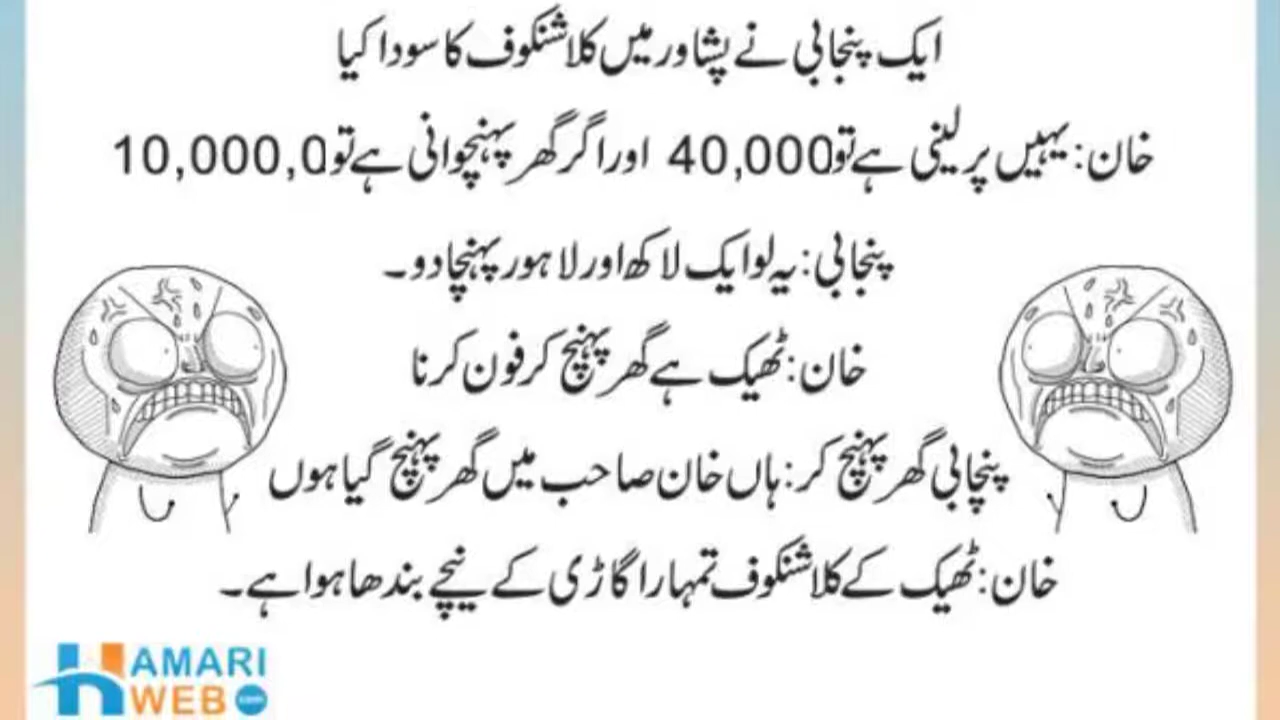 ایک پنجابی نے پشاور میں کلاشنکوف کا سودا کیا
خان: یہیں پر لینی ہے تو 40,000 اور اگر گھر پہنچوانی ہے تو 10,000,0
پنجابی: یہ لو ایک لاکھ اور لاہور پہنچا دو۔
خان: ٹھیک ہے گھر پہنچ کر فون کرنا
پنجابی گھر پہنچ کر: ہاں خان صاحب میں گھر پہنچ گیا ہوں
خان: ٹھیک کے کلاشنکوف تمہارا گاڑی کے نیچے بندھا ہوا ہے۔
HAMARI
WEB .com